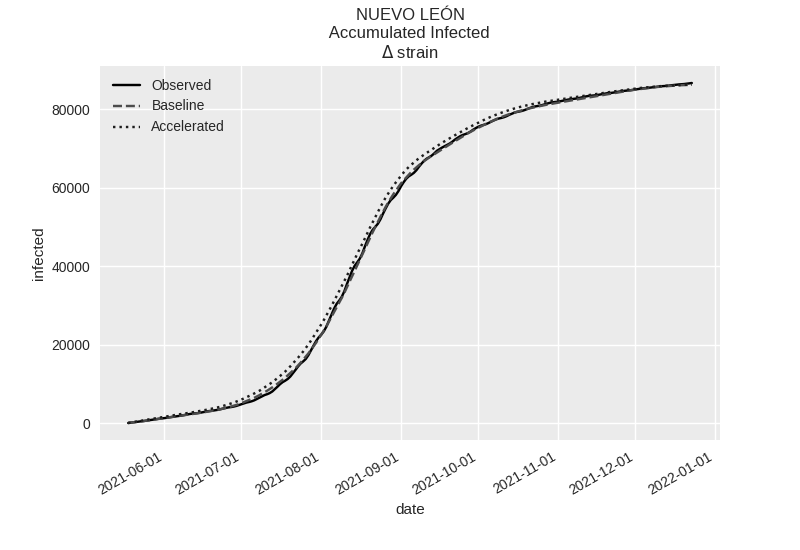 NUEVO LEÓN
Accumulated Infected
Δ strain
Observed
Baseline
Accelerated
80000
60000
40000
20000
0
infected
2021-06-01
2021-07-01
2021-08-01
2021-09-01
2021-10-01
2021-11-01
2021-12-01
2022-01-01
date